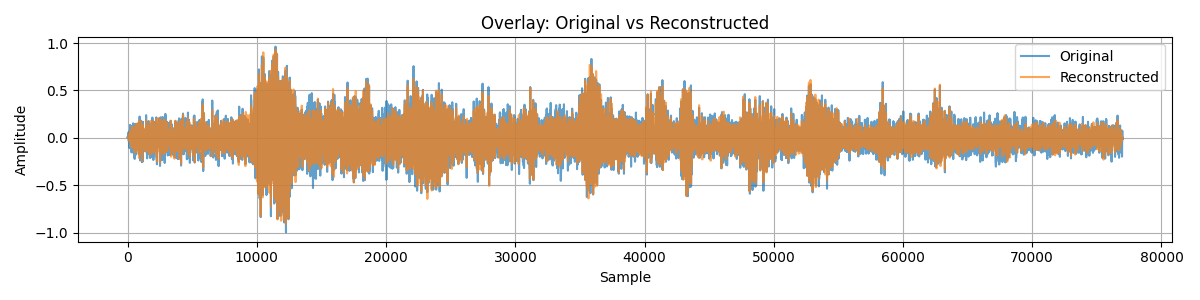 Overlay: Original vs Reconstructed
Original
Reconstructed
Amplitude
1.0
0.5
0.0
−0.5
−1.0
0 10000 20000 30000 40000 50000 60000 70000 80000
Sample